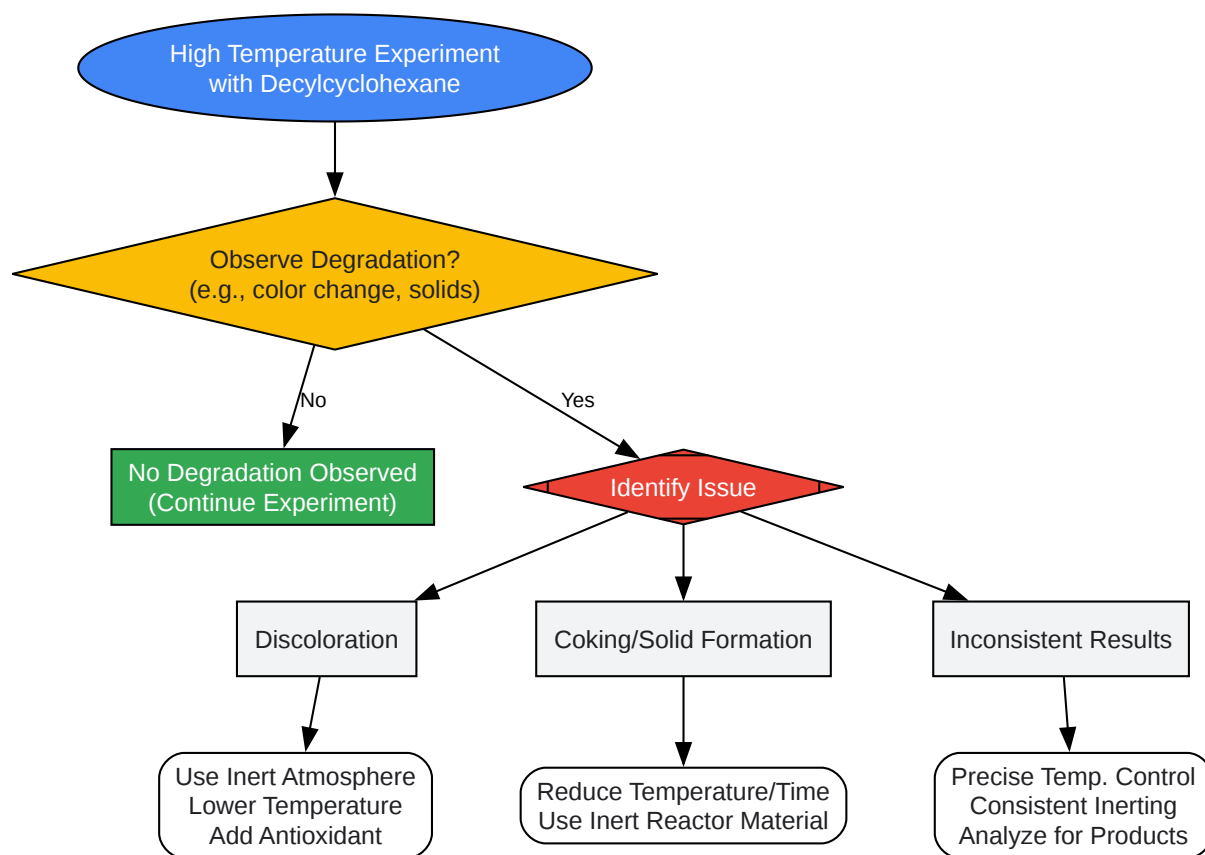 High Temperature Experiment
with Decylcyclohexane
Observe Degradation?
(e.g., color change, solids)
No
Yes
No Degradation Observed
(Continue Experiment)
Identify Issue
Discoloration
Coking/Solid Formation
Inconsistent Results
Use Inert Atmosphere
Lower Temperature
Add Antioxidant
Reduce Temperature/Time
Use Inert Reactor Material
Precise Temp. Control
Consistent Inerting
Analyze for Products